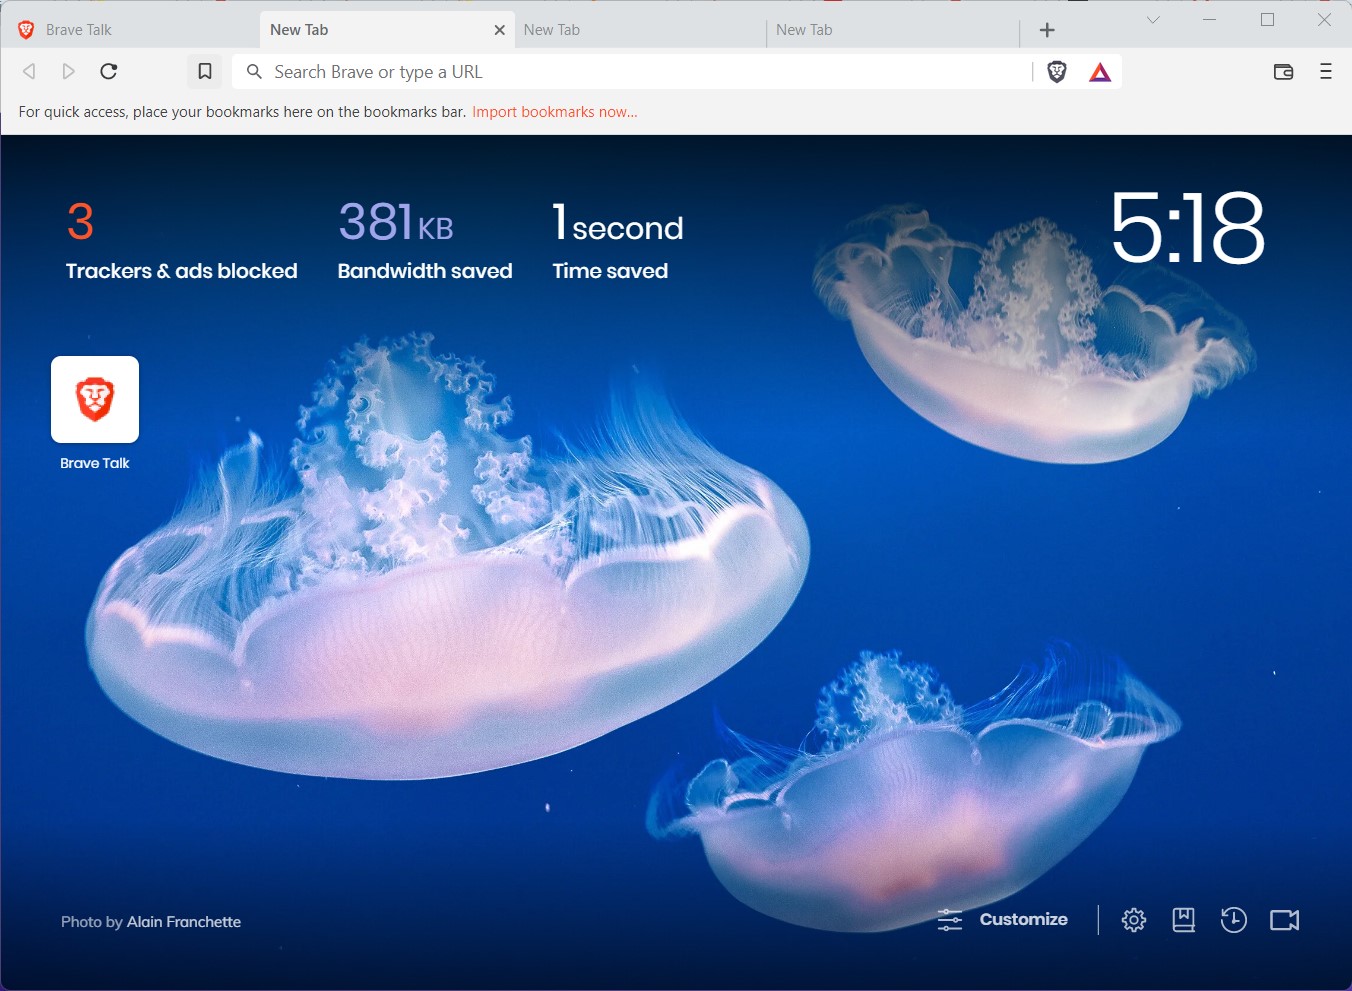 Brave Talk
New Tab
New Tab
New Tab
Search Brave or type a URL
For quick access, place your bookmarks here on the bookmarks bar. Import bookmarks now...
3
Trackers & ads blocked
381 KB
Bandwidth saved
1 second
Time saved
5:18
Brave Talk
Photo by Alain Franchette
Customize